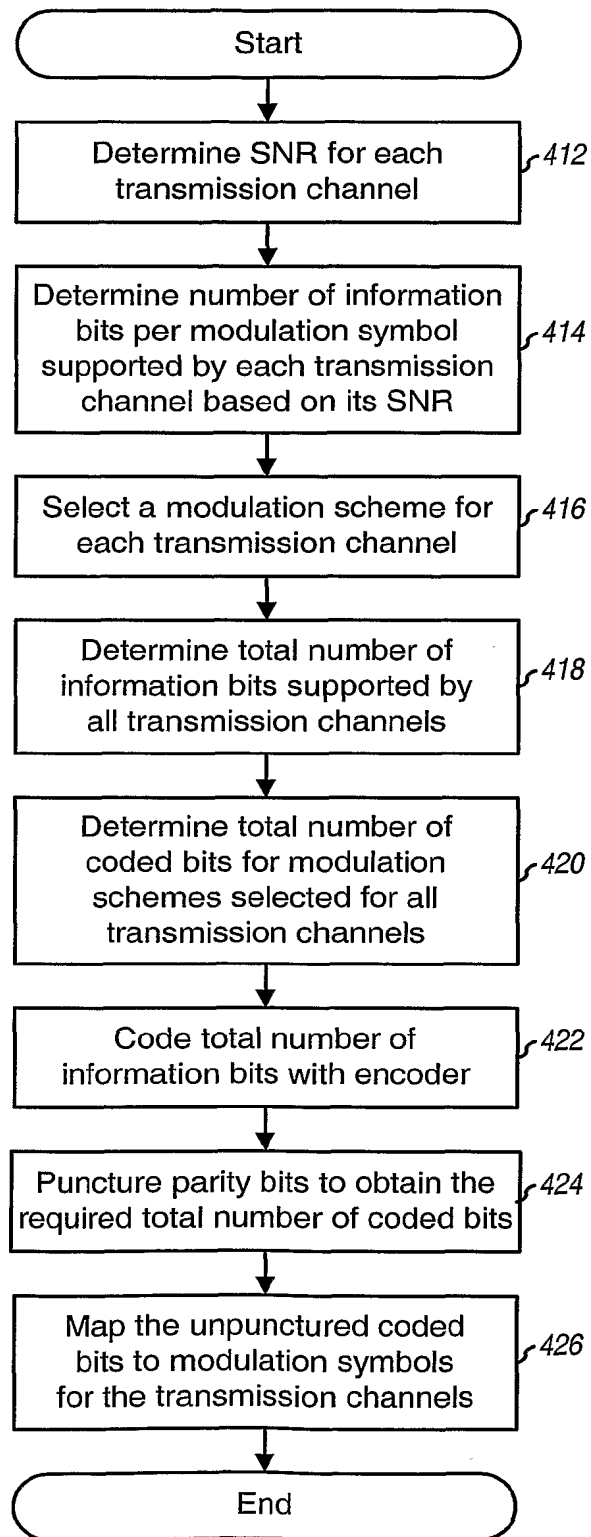 Start
Determine SNR for each
transmission channel
412
Determine number of information
bits per modulation symbol
supported by each transmission
channel based on its SNR
414
Select a modulation scheme for
each transmission channel
416
Determine total number of
information bits supported by
all transmission channels
418
Determine total number of
coded bits for modulation
schemes selected for all
transmission channels
420
Code total number of
information bits with encoder
422
Puncture parity bits to obtain the
required total number of coded bits
424
Map the unpunctured coded
bits to modulation symbols
for the transmission channels
426
End